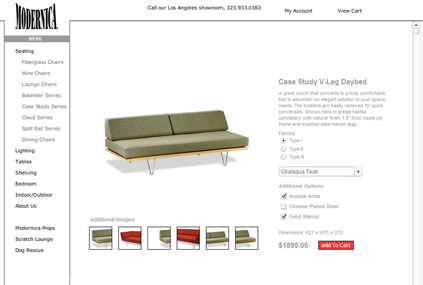 MODERNICA
Call our Los Angeles showroom, 323.933.0383
My Account
View Cart
MENU
Seating
Fiberglass Chairs
Wire Chairs
Lounge Chairs
Bolander Series
Case Study Series
Cloud Series
Split Rail Series
Dining Chairs
Lighting
Tables
Shelving
Bedroom
Indoor/Outdoor
About Us
Modernica Props
Scratch Lounge
Dog Rescue
Additional Images
Case Study V-Leg Daybed
A great couch that converts to a truly comfortable
bed in seconds! An elegant solution to your space
needs. The bolsters are easily removed for quick
conversion. Shown here in greige halifax
upholstery with natural finish 1.5" thick maple ply
frame and brushed steel hairpin legs.
Fabrics:
Type I
Type II
Type III
Chataqua Teak
Additional Options:
Include Arms
Chrome Plated Steel
Solid Walnut
Dimensions: H27 x W75 x D33
$1895.00
add To Cart